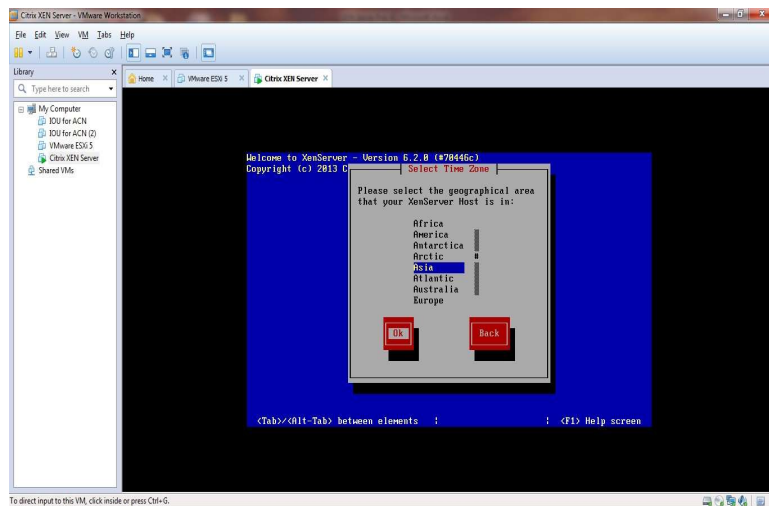 Citrix XEN Server - VMware Workstation
File Edit View VM Tabs Help
Library x
Type here to search
Home x VMware ESXi 5 x Citrix XEN Server x
My Computer
IOU for ACN
IOU for ACN (2)
VMware ESXi 5
Citrix XEN Server
Shared VMs
Welcome to XenServer - Version 6.2.0 (#70446c)
Copyright (c) 2013 C
Select Time Zone
Please select the geographical area
that your XenServer Host is in:
Africa
America
Antarctica
Arctic #
Asia
Atlantic
Australia
Europe
Ok Back
<Tab>/<Alt-Tab> between elements | | <F1> Help screen
To direct input to this VM, click inside or press Ctrl+G.